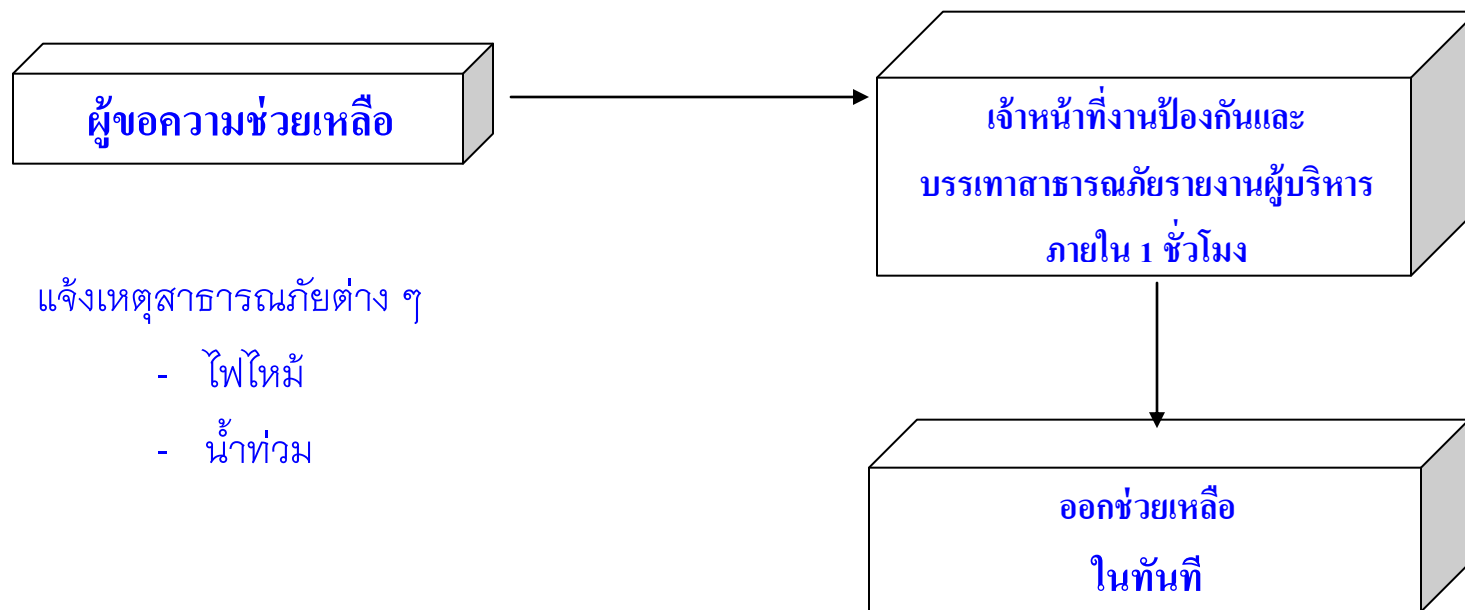 ผู้ขอความช่วยเหลือ
เจ้าหน้าที่งานป้องกันและ
บรรเทาสาธารณภัยรายงานผู้บริหาร
ภายใน 1 ชั่วโมง
แจ้งเหตุสาธารณภัยต่าง ๆ
- ไฟไหม้
- น้ำท่วม
ออกช่วยเหลือ
ในทันที